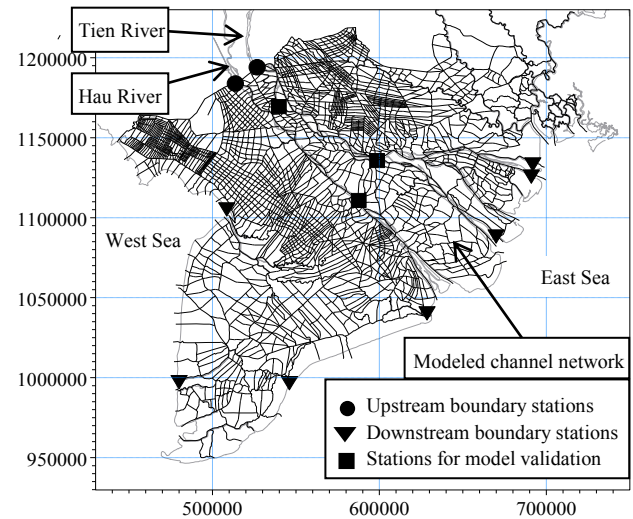 Tien River
Hau River
1200000
1150000
1100000
1050000
1000000
950000
West Sea
East Sea
Modeled channel network
Upstream boundary stations
Downstream boundary stations
Stations for model validation
500000
600000
700000